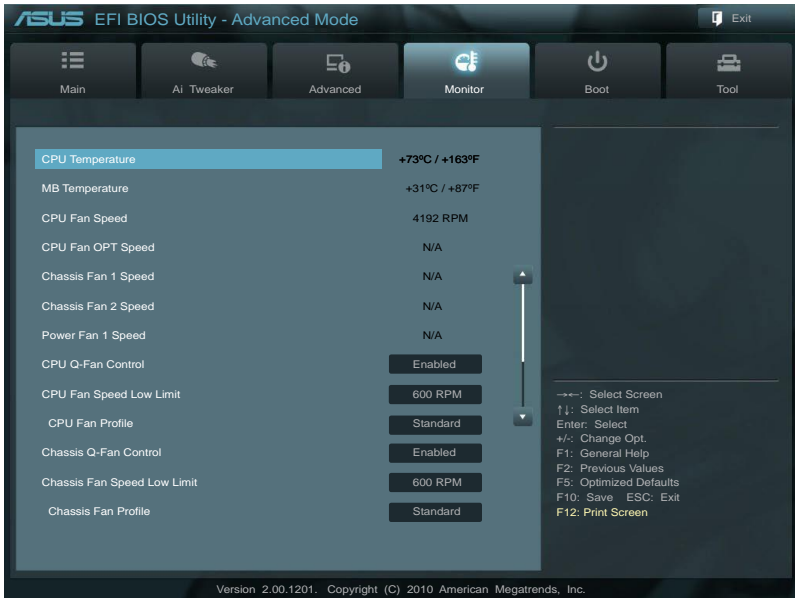 ASUS EFI BIOS Utility - Advanced Mode
Exit
Main
Ai Tweaker
Advanced
Monitor
Boot
Tool
CPU Temperature +73ºC / +163ºF
MB Temperature +31ºC / +87ºF
CPU Fan Speed 4192 RPM
CPU Fan OPT Speed N/A
Chassis Fan 1 Speed N/A
Chassis Fan 2 Speed N/A
Power Fan 1 Speed N/A
CPU Q-Fan Control Enabled
CPU Fan Speed Low Limit 600 RPM
CPU Fan Profile Standard
Chassis Q-Fan Control Enabled
Chassis Fan Speed Low Limit 600 RPM
Chassis Fan Profile Standard
→←: Select Screen
↑↓: Select Item
Enter: Select
+/-: Change Opt.
F1: General Help
F2: Previous Values
F5: Optimized Defaults
F10: Save ESC: Exit
F12: Print Screen
Version 2.00.1201. Copyright (C) 2010 American Megatrends, Inc.